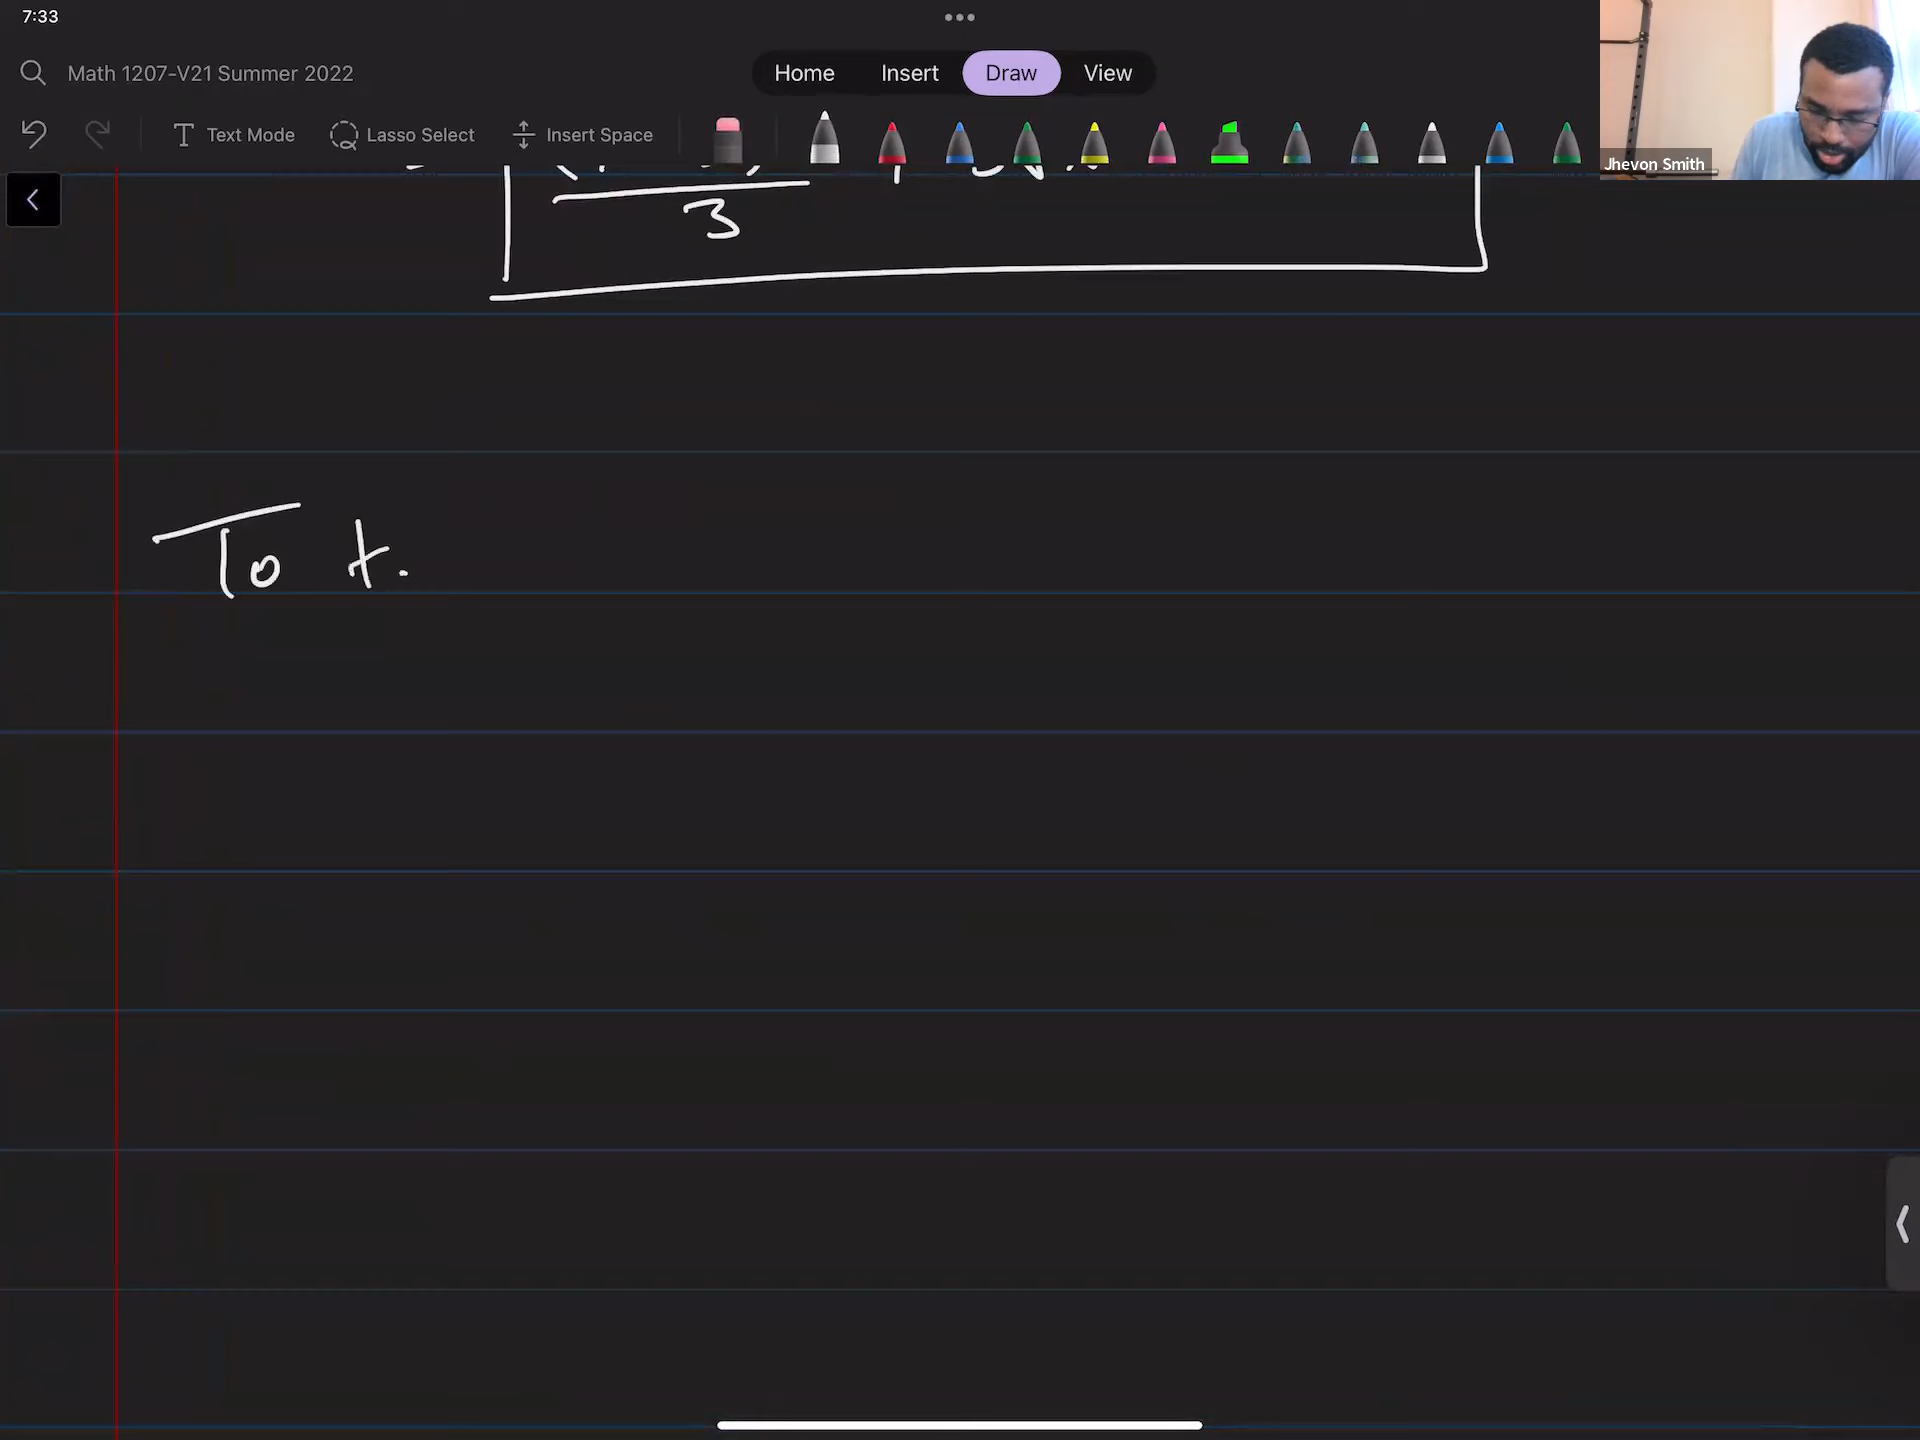 7:33
Math 1207-V21 Summer 2022
Home Insert Draw View
Text Mode Lasso Select Insert Space
Jhevon Smith
3
To t.